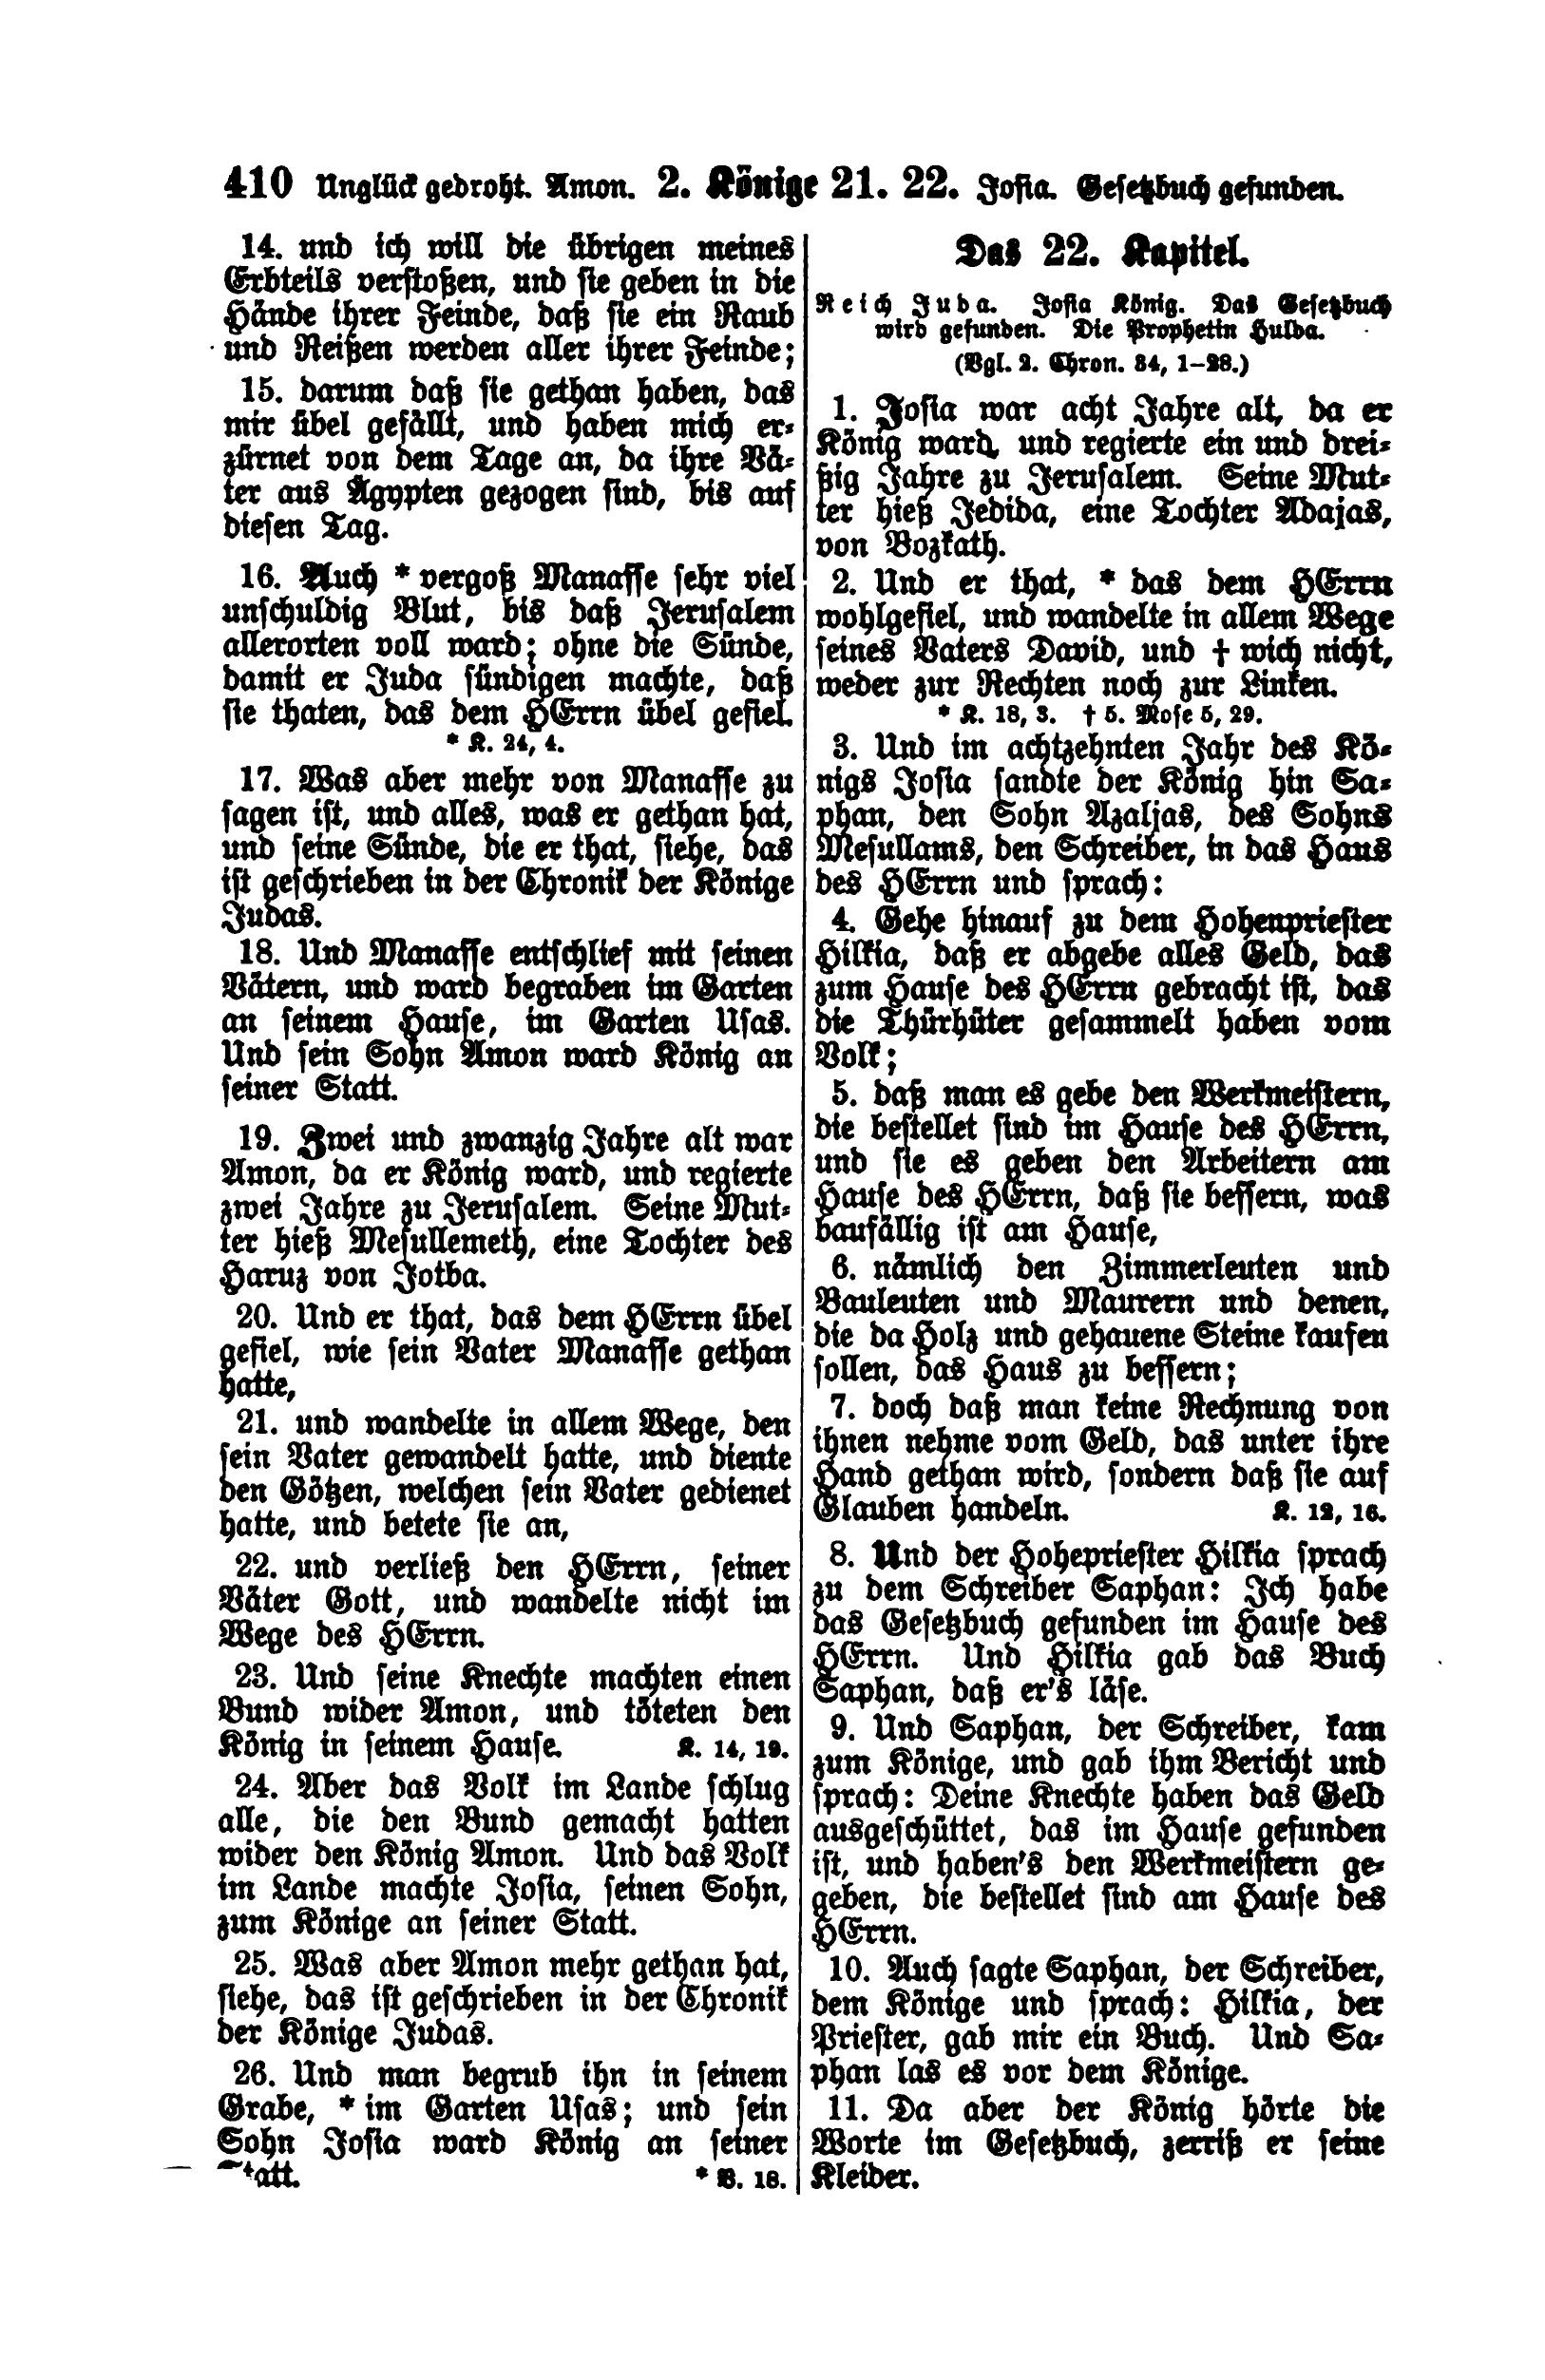 410 Unglück gedroht. Amon. 2. Könige 21. 22. Josia. Gesetzbuch gefunden.
14. und ich will die übrigen meines
Erbteils verstoßen, und sie geben in die
Hände ihrer Feinde, daß sie ein Raub
und Reißen werden aller ihrer Feinde;
15. darum daß sie gethan haben, das
mir übel gefällt, und haben mich er-
zürnet von dem Tage an, da ihre Vä-
ter aus Ägypten gezogen sind, bis auf
diesen Tag.
16. Auch * vergoß Manasse sehr viel
unschuldig Blut, bis daß Jerusalem
allerorten voll ward; ohne die Sünde,
damit er Juda sündigen machte, daß
sie thaten, das dem HErrn übel gefiel.
* K. 24, 4.
17. Was aber mehr von Manasse zu
sagen ist, und alles, was er gethan hat,
und seine Sünde, die er that, siehe, das
ist geschrieben in der Chronik der Könige
Judas.
18. Und Manasse entschlief mit seinen
Vätern, und ward begraben im Garten
an seinem Hause, im Garten Usas.
Und sein Sohn Amon ward König an
seiner Statt.
19. Zwei und zwanzig Jahre alt war
Amon, da er König ward, und regierte
zwei Jahre zu Jerusalem. Seine Mut-
ter hieß Mesullemeth, eine Tochter des
Haruz von Jotba.
20. Und er that, das dem HErrn übel
gefiel, wie sein Vater Manasse gethan
hatte,
21. und wandelte in allem Wege, den
sein Vater gewandelt hatte, und diente
den Götzen, welchen sein Vater gedienet
hatte, und betete sie an,
22. und verließ den HErrn, seiner
Väter Gott, und wandelte nicht im
Wege des HErrn.
23. Und seine Knechte machten einen
Bund wider Amon, und töteten den
König in seinem Hause. K. 14, 19.
24. Aber das Volk im Lande schlug
alle, die den Bund gemacht hatten
wider den König Amon. Und das Volk
im Lande machte Josia, seinen Sohn,
zum Könige an seiner Statt.
25. Was aber Amon mehr gethan hat,
siehe, das ist geschrieben in der Chronik
der Könige Judas.
26. Und man begrub ihn in seinem
Grabe, * im Garten Usas; und sein
Sohn Josia ward König an seiner
Statt. * V. 18.
Das 22. Kapitel.
Reich Juda. Josia König. Das Gesetzbuch
wird gefunden. Die Prophetin Hulda.
(Vgl. 2. Chron. 34, 1-28.)
1. Josia war acht Jahre alt, da er
König ward, und regierte ein und drei-
ßig Jahre zu Jerusalem. Seine Mut-
ter hieß Jedida, eine Tochter Adajas,
von Bozkath.
2. Und er that, * das dem HErrn
wohlgefiel, und wandelte in allem Wege
seines Vaters David, und † wich nicht,
weder zur Rechten noch zur Linken.
* K. 18, 3. † 5. Mose 5, 29.
3. Und im achtzehnten Jahr des Kö-
nigs Josia sandte der König hin Sa-
phan, den Sohn Azaljas, des Sohns
Mesullams, den Schreiber, in das Haus
des HErrn und sprach:
4. Gehe hinauf zu dem Hohenpriester
Hilkia, daß er abgebe alles Geld, das
zum Hause des HErrn gebracht ist, das
die Thürhüter gesammelt haben vom
Volk;
5. daß man es gebe den Werkmeistern,
die bestellet sind im Hause des HErrn,
und sie es geben den Arbeitern am
Hause des HErrn, daß sie bessern, was
baufällig ist am Hause,
6. nämlich den Zimmerleuten und
Bauleuten und Maurern und denen,
die da Holz und gehauene Steine kaufen
sollen, das Haus zu bessern;
7. doch daß man keine Rechnung von
ihnen nehme vom Geld, das unter ihre
Hand gethan wird, sondern daß sie auf
Glauben handeln. K. 12, 16.
8. Und der Hohepriester Hilkia sprach
zu dem Schreiber Saphan: Ich habe
das Gesetzbuch gefunden im Hause des
HErrn. Und Hilkia gab das Buch
Saphan, daß er's läse.
9. Und Saphan, der Schreiber, kam
zum Könige, und gab ihm Bericht und
sprach: Deine Knechte haben das Geld
ausgeschüttet, das im Hause gefunden
ist, und haben's den Werkmeistern ge-
geben, die bestellet sind am Hause des
HErrn.
10. Auch sagte Saphan, der Schreiber,
dem Könige und sprach: Hilkia, der
Priester, gab mir ein Buch. Und Sa-
phan las es vor dem Könige.
11. Da aber der König hörte die
Worte im Gesetzbuch, zerriß er seine
Kleider.